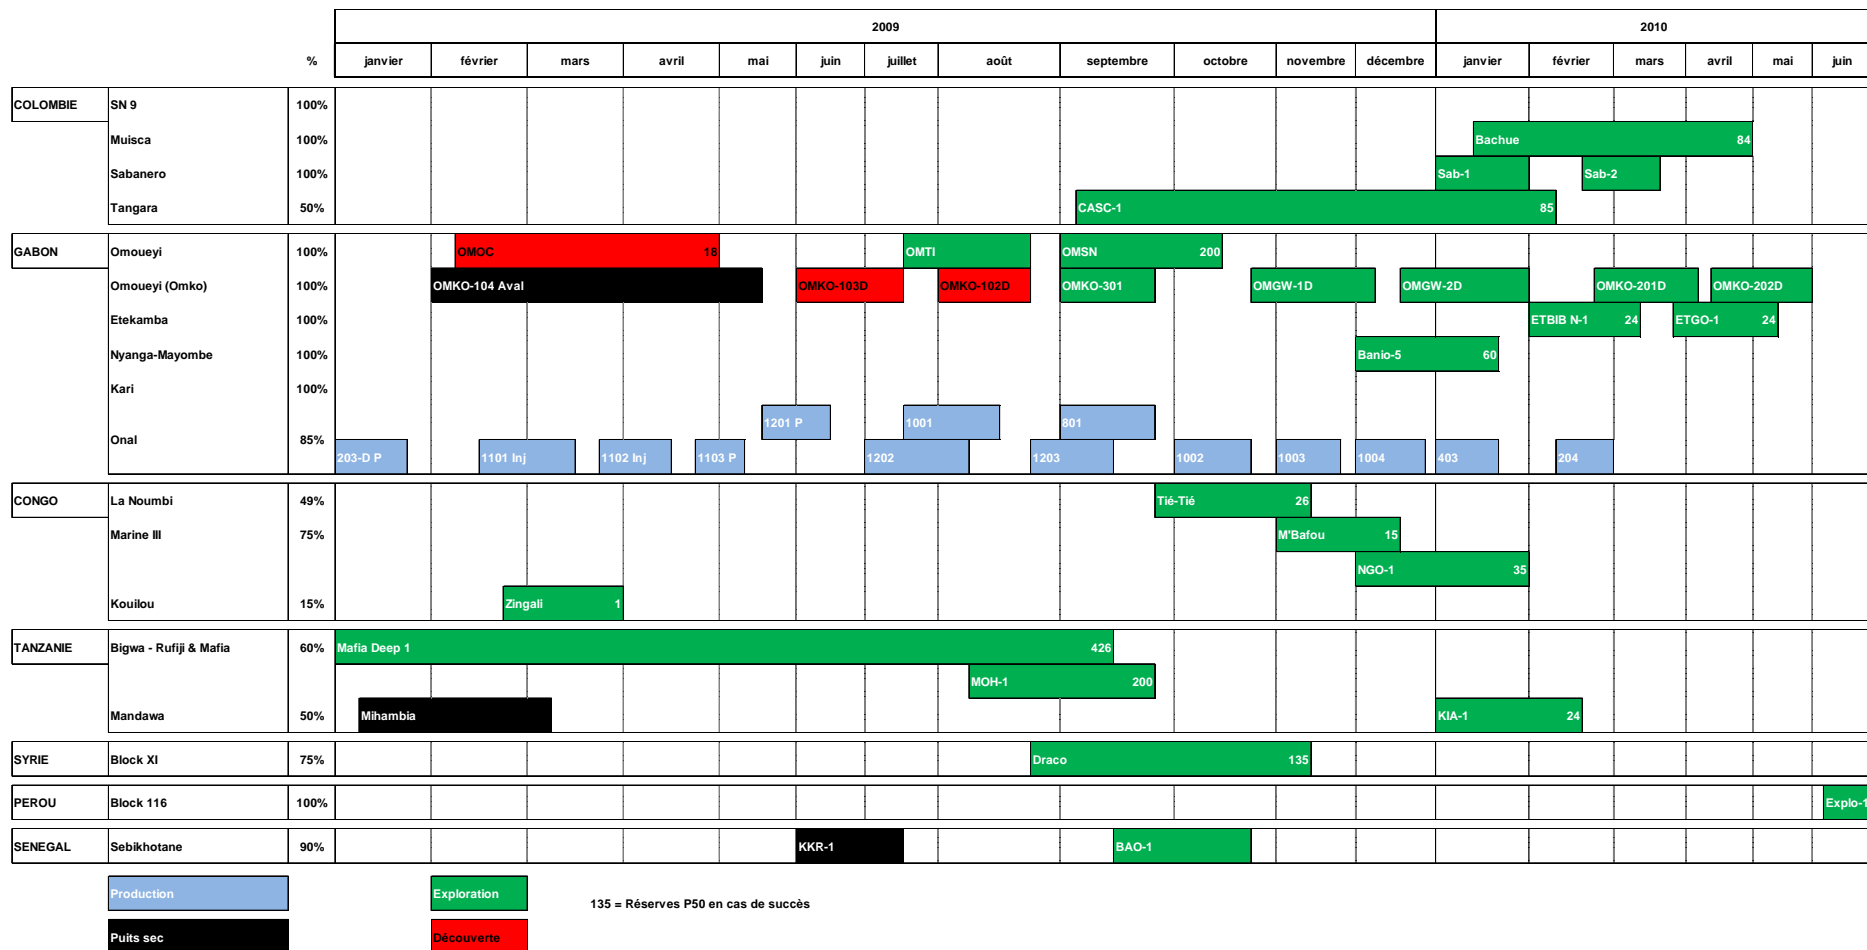 2009 2010
% janvier février mars avril mai juin juillet août septembre octobre novembre décembre janvier février mars avril mai juin
COLOMBIE SN 9 100%
Muisca 100% Bachue 84
Sabanero 100% Sab-1 Sab-2
Tangara 50% CASC-1 85
GABON Omoueyi 100% OMOC 18 OMTI OMSN 200
Omoueyi (Omko) 100% OMKO-104 Aval OMKO-103D OMKO-102D OMKO-301 OMGW-1D OMGW-2D OMKO-201D OMKO-202D
Etekamba 100% ETBIB N-1 24 ETGO-1 24
Nyanga-Mayombe 100% Banio-5 60
Kari 100%
1201 P 1001 801
Onal 85%
203-D P 1101 Inj 1102 Inj 1103 P 1202 1203 1002 1003 1004 403 204
CONGO La Noumbi 49% Tié-Tié 26
Marine III 75% M'Bafou 15
NGO-1 35
Kouilou 15% Zingali 1
TANZANIE Bigwa - Rufiji & Mafia 60% Mafia Deep 1 426
MOH-1 200
Mandawa 50% Mihambia KIA-1 24
SYRIE Block XI 75% Draco 135
PEROU Block 116 100% Explo-1
SENEGAL Sebikhotane 90% KKR-1 BAO-1
Production Exploration
135 = Réserves P50 en cas de succès
Puits sec Découverte